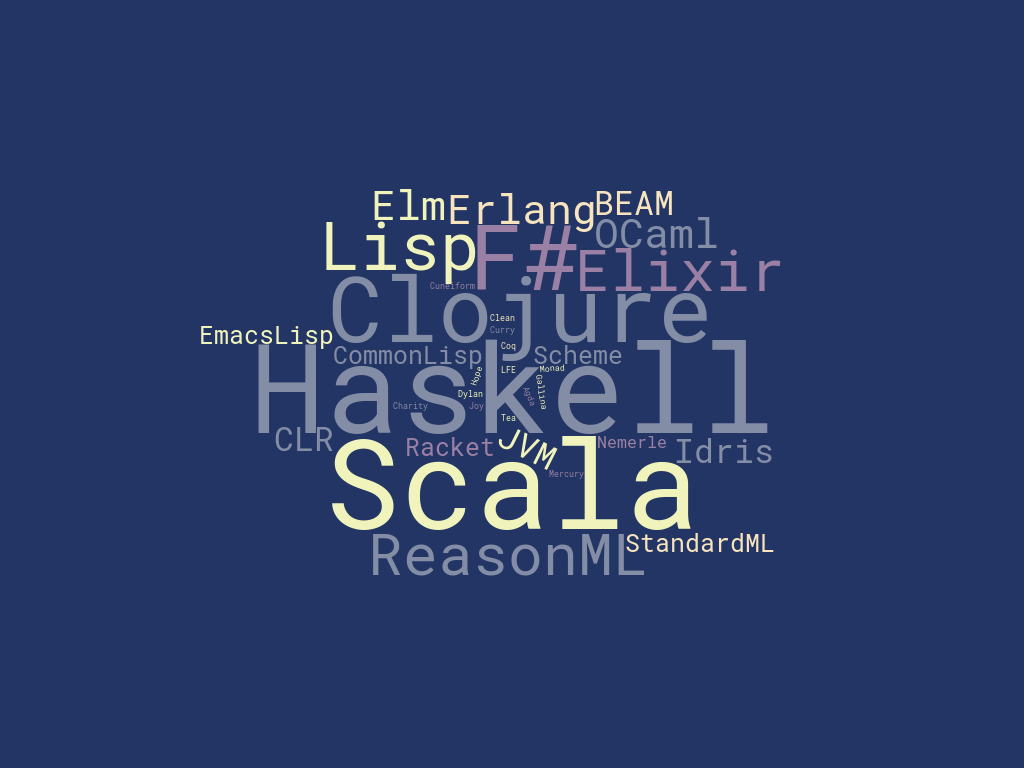 Elm
Erlang
BEAM
Lisp
F#
OCaml
Elixir
Cuneiform
Clojure
Clean
Curry
EmacsLisp
CommonLisp
Coq
Scheme
Haskell
Hope
LFE
Monad
Dylan
Agda
Gallina
Charity
Joy
Tea
CLR
Racket
JVM
Nemerle
Idris
Scala
Mercury
ReasonML
StandardML